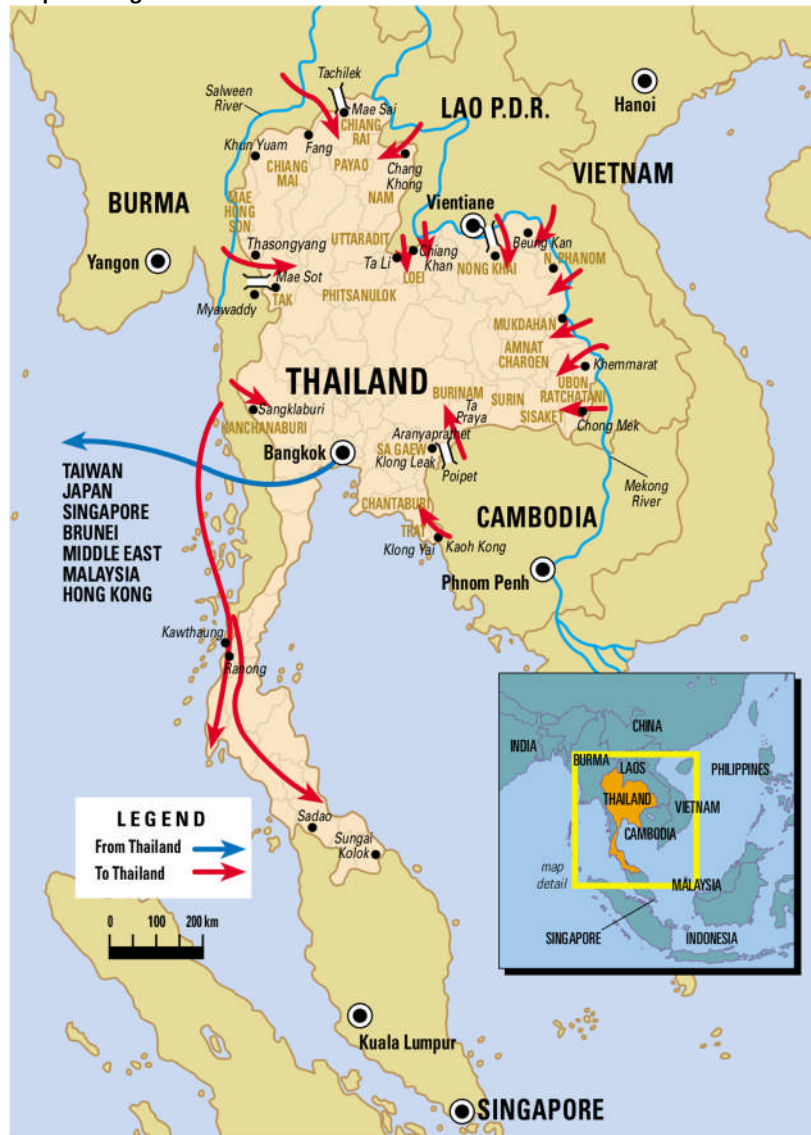 Tachilek
Salween
River
Mae Sai
LAO P.D.R.
Hanoi
CHIANG
RAI
Khun Yuam
Fang
CHIANG
MAI
PAYAO
Chang
Khong
VIETNAM
NAM
BURMA
MAE
HONG
SON
Vientiane
UTTARADIT
Beung Kan
Thasongyang
Yangon
Ta Li
Chiang
Khan
LOEI
NONG KHAI
N. PHANOM
Mae Sot
TAK
PHITSANULOK
Myawaddy
MUKDAHAN
AMNAT
CHAROEN
Khemmarat
THAILAND
BURINAM
SURIN
UBON
RATCHATANI
Ta
Praya
SISAKET
Sangklaburi
KANCHANABURI
Chong Mek
Aranyaprathet
Bangkok
SA GAEW
Klong Leak
Poipet
TAIWAN
JAPAN
SINGAPORE
BRUNEI
MIDDLE EAST
MALAYSIA
HONG KONG
Mekong
River
CHANTABURI
CAMBODIA
TRAT
Klong Yai
Kaoh Kong
Phnom Penh
Kawthaung
Ranong
CHINA
INDIA
BURMA
LAOS
PHILIPPINES
THAILAND
VIETNAM
CAMBODIA
map
detail
MALAYSIA
SINGAPORE
INDONESIA
LEGEND
From Thailand
To Thailand
Sadao
Sungai
Kolok
0 100 200 km
Kuala Lumpur
SINGAPORE